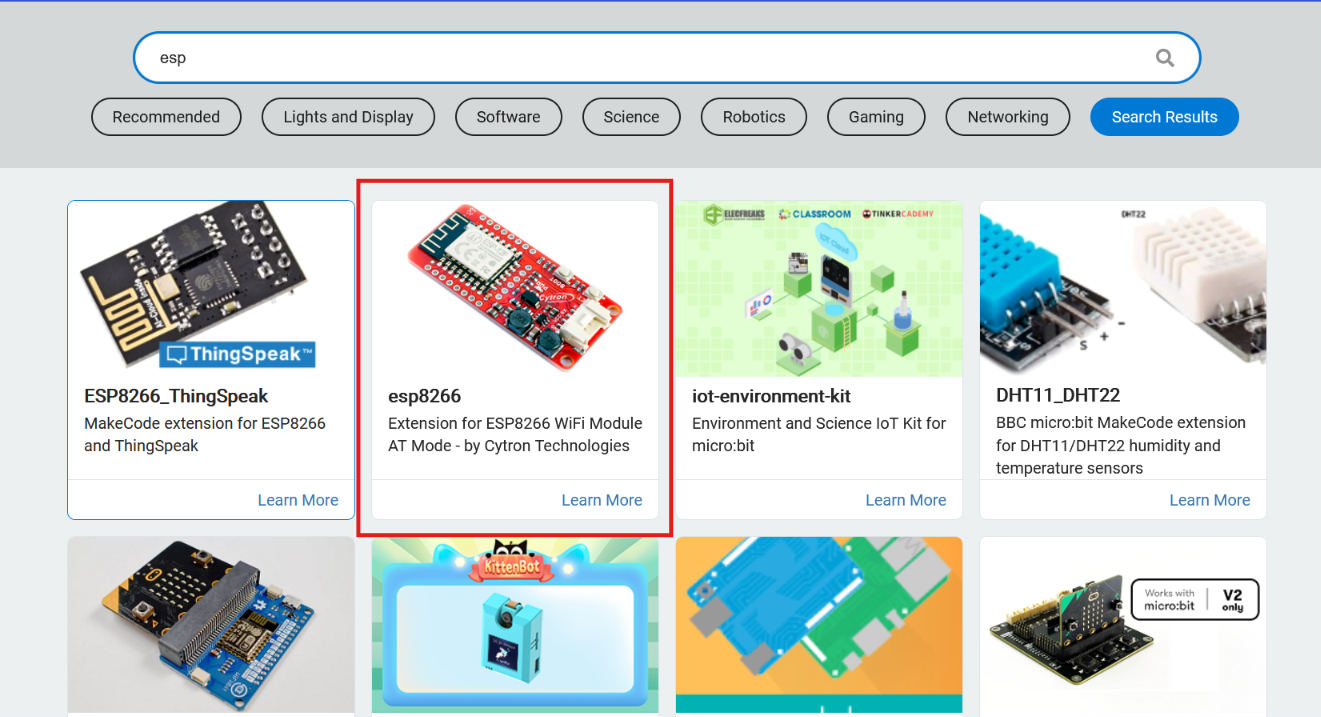 esp
Recommended
Lights and Display
Software
Science
Robotics
Gaming
Networking
Search Results
ThingSpeak™
ESP8266_ThingSpeak
MakeCode extension for ESP8266
and ThingSpeak
Learn More
Cytron
esp8266
Extension for ESP8266 WiFi Module
AT Mode - by Cytron Technologies
Learn More
ELECFREAKS CLASSROOM TINKERCADEMY
IOT Cloud
iot-environment-kit
Environment and Science IoT Kit for
micro:bit
Learn More
DHT22
S + -
DHT11_DHT22
BBC micro:bit MakeCode extension
for DHT11/DHT22 humidity and
temperature sensors
Learn More
KittenBot
Works with
micro:bit
V2
only